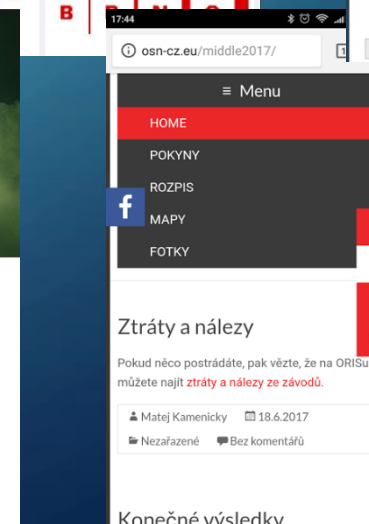 B R N O
17:44
osn-cz.eu/middle2017/
1
≡ Menu
HOME
POKYNY
ROZPIS
f
MAPY
FOTKY
Ztráty a nálezy
Pokud něco postrádáte, pak vězte, že na ORISu
můžete najít ztráty a nálezy ze závodů.
Matej Kamenicky 18.6.2017
Nezařazené Bez komentářů
Konečné výsledky